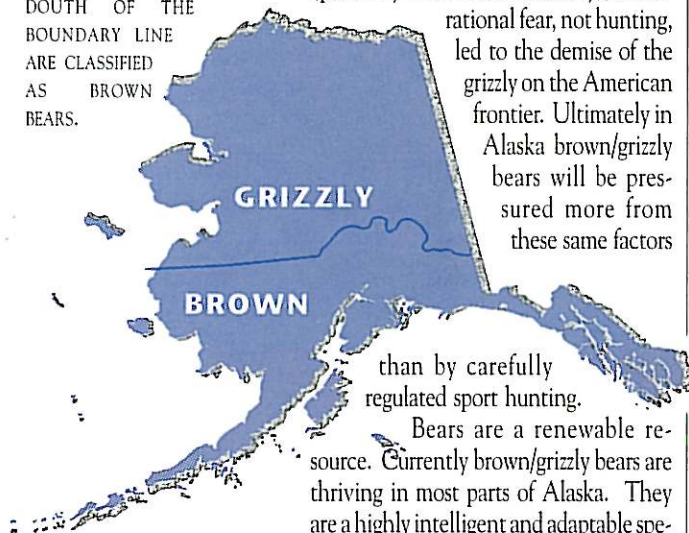 DOUTH OF THE
BOUNDARY LINE
ARE CLASSIFIED
AS BROWN
BEARS.
GRIZZLY
BROWN
rational fear, not hunting,
led to the demise of the
grizzly on the American
frontier. Ultimately in
Alaska brown/grizzly
bears will be pres-
sured more from
these same factors
than by carefully
regulated sport hunting.
Bears are a renewable re-
source. Currently brown/grizzly bears are
thriving in most parts of Alaska. They
are a highly intelligent and adaptable spe-